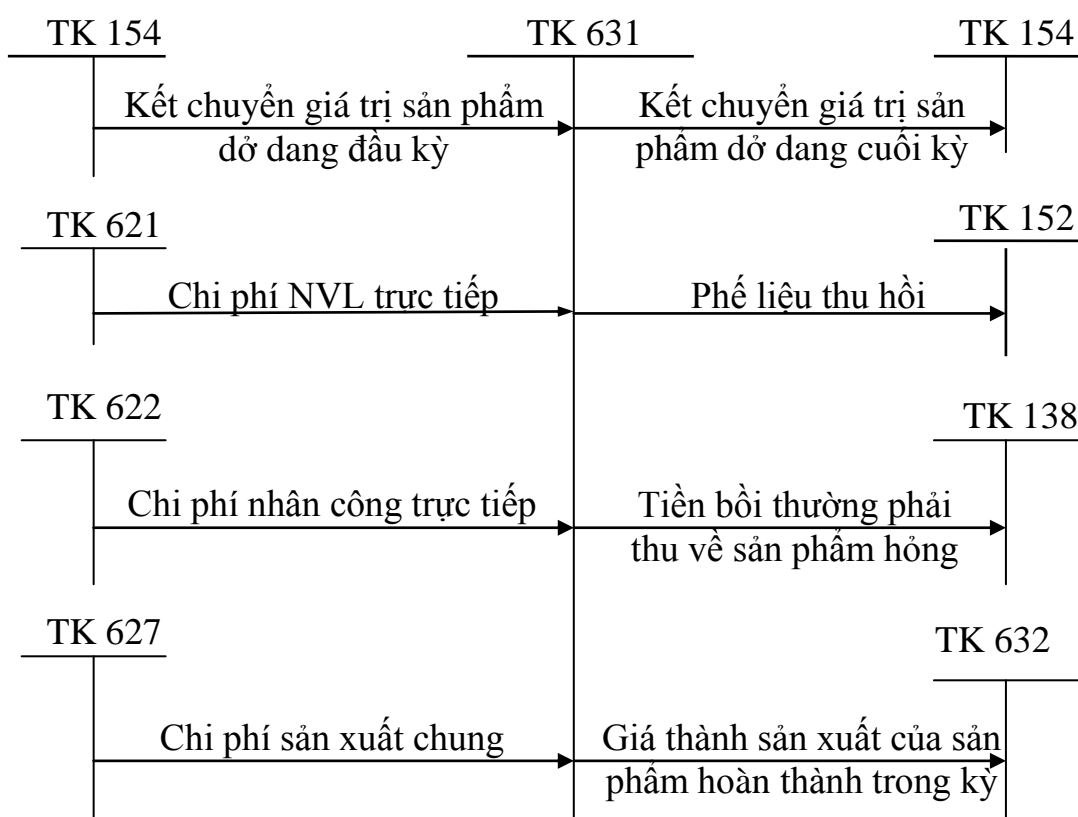 TK 154
TK 631
TK 154
Kết chuyển giá trị sản phẩm
dở dang đầu kỳ
Kết chuyển giá trị sản
phẩm dở dang cuối kỳ
TK 621
TK 152
Chi phí NVL trực tiếp
Phế liệu thu hồi
TK 622
TK 138
Chi phí nhân công trực tiếp
Tiền bồi thường phải
thu về sản phẩm hỏng
TK 627
TK 632
Chi phí sản xuất chung
Giá thành sản xuất của sản
phẩm hoàn thành trong kỳ